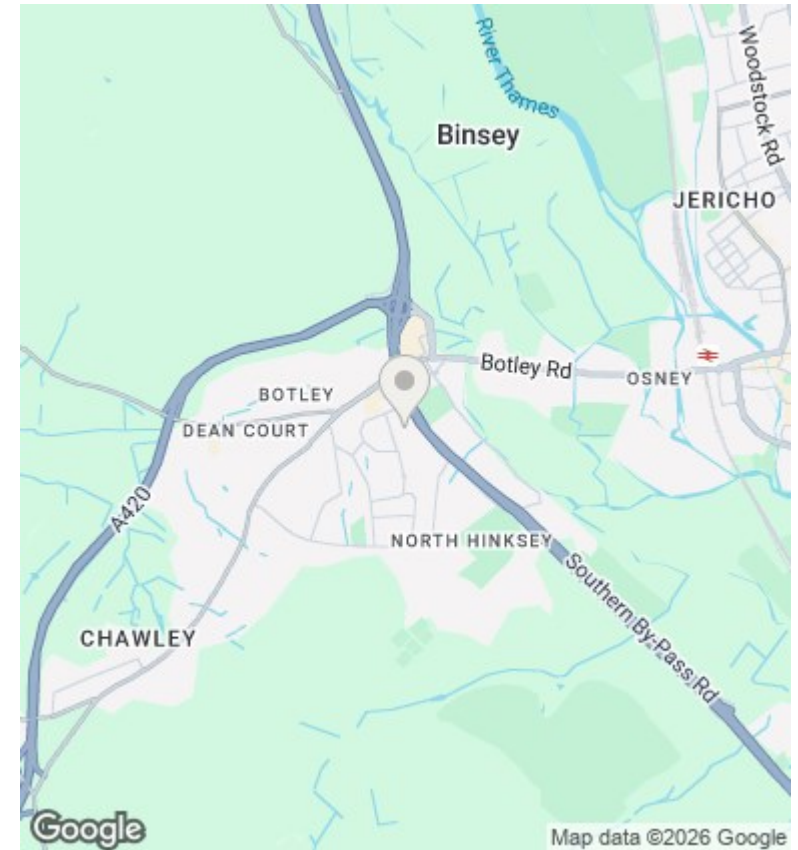 River Thames
Woodstock Rd
Binsey
JERICHO
Botley Rd
OSNEY
BOTLEY
DEAN COURT
A420
NORTH HINKSEY
Southern By-Pass Rd
CHAWLEY
Google
Map data ©2026 Google